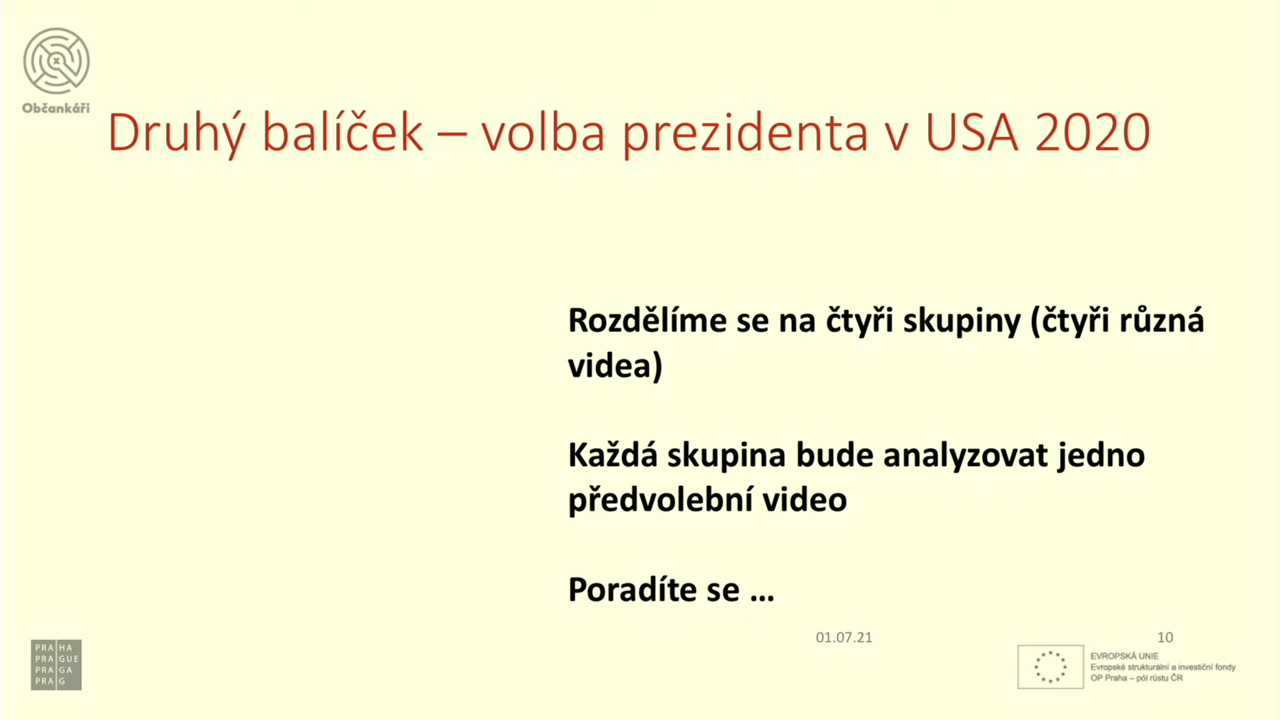 Občankáři
Druhý balíček – volba prezidenta v USA 2020
Rozdělíme se na čtyři skupiny (čtyři různá
videa)
Každá skupina bude analyzovat jedno
předvolební video
Poradíte se ...
01.07.21
10
PRA HA
PRA GUE
PRA GA
PRA G
EVROPSKÁ UNIE
Evropské strukturální a investiční fondy
OP Praha – pól růstu ČR